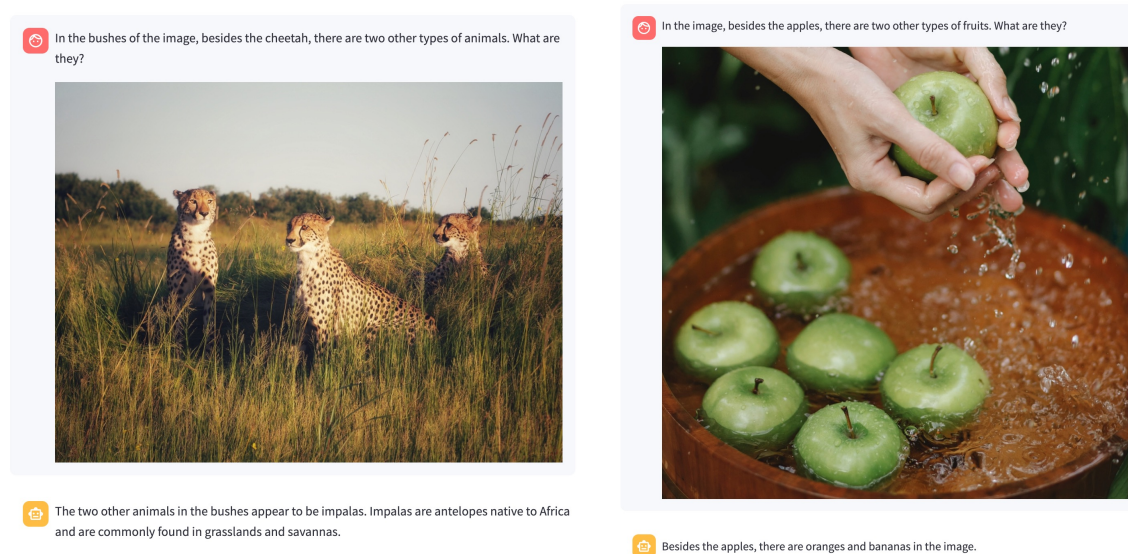 In the bushes of the image, besides the cheetah, there are two other types of animals. What are
they?
The two other animals in the bushes appear to be impalas. Impalas are antelopes native to Africa
and are commonly found in grasslands and savannas.
In the image, besides the apples, there are two other types of fruits. What are they?
Besides the apples, there are oranges and bananas in the image.